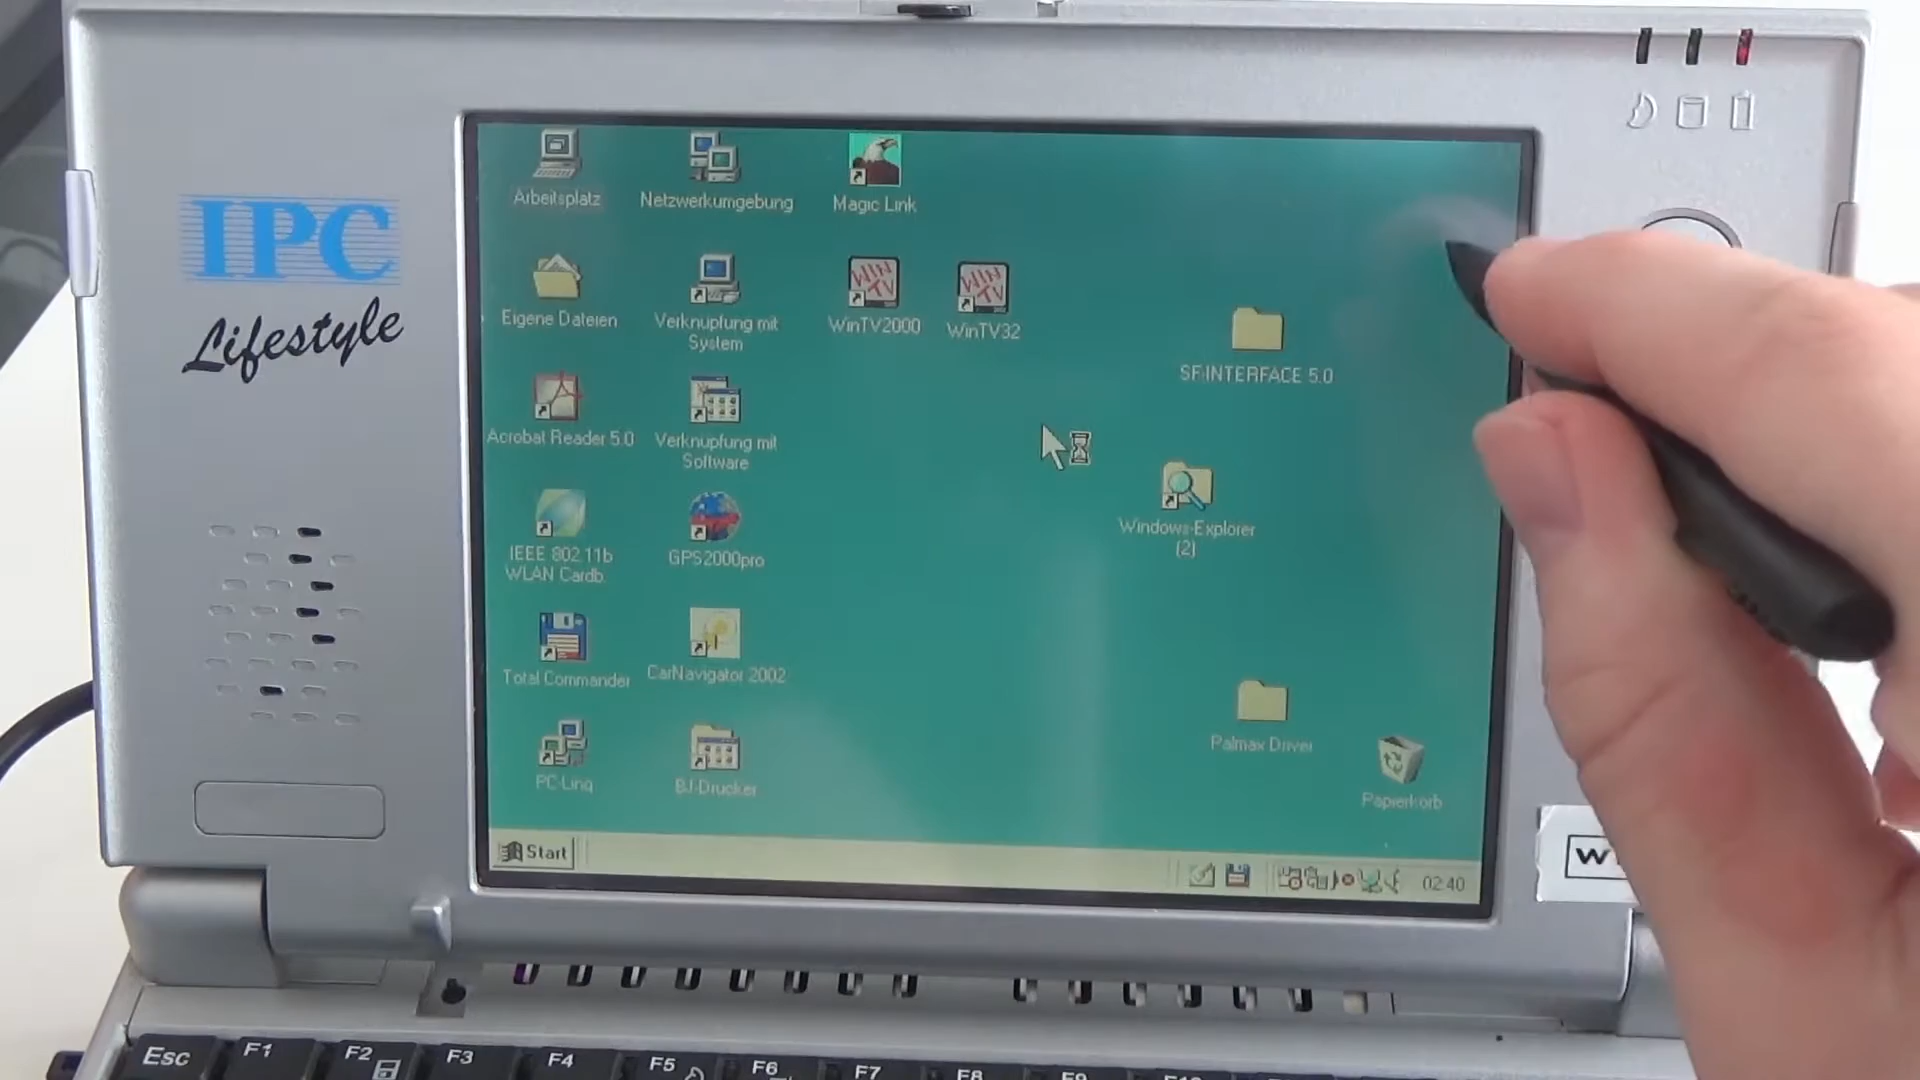 IPC
Lifestyle
Arbeitsplatz
Netzwerkumgebung
Magic Link
Eigene Dateien
Verknüpfung mit
System
WinTV2000
WinTV32
SF-INTERFACE 5.0
Acrobat Reader 5.0
Verknüpfung mit
Software
Windows-Explorer
(2)
IEEE 802.11b
WLAN Cardb...
GPS2000pro
Total Commander
CarNavigator 2002
Palmax Driver
PC-Linq
BJ-Drucker
Papierkorb
Start
02:40
Esc
F1
F2
F3
F4
F5
F6
F7
F8
F9
F10